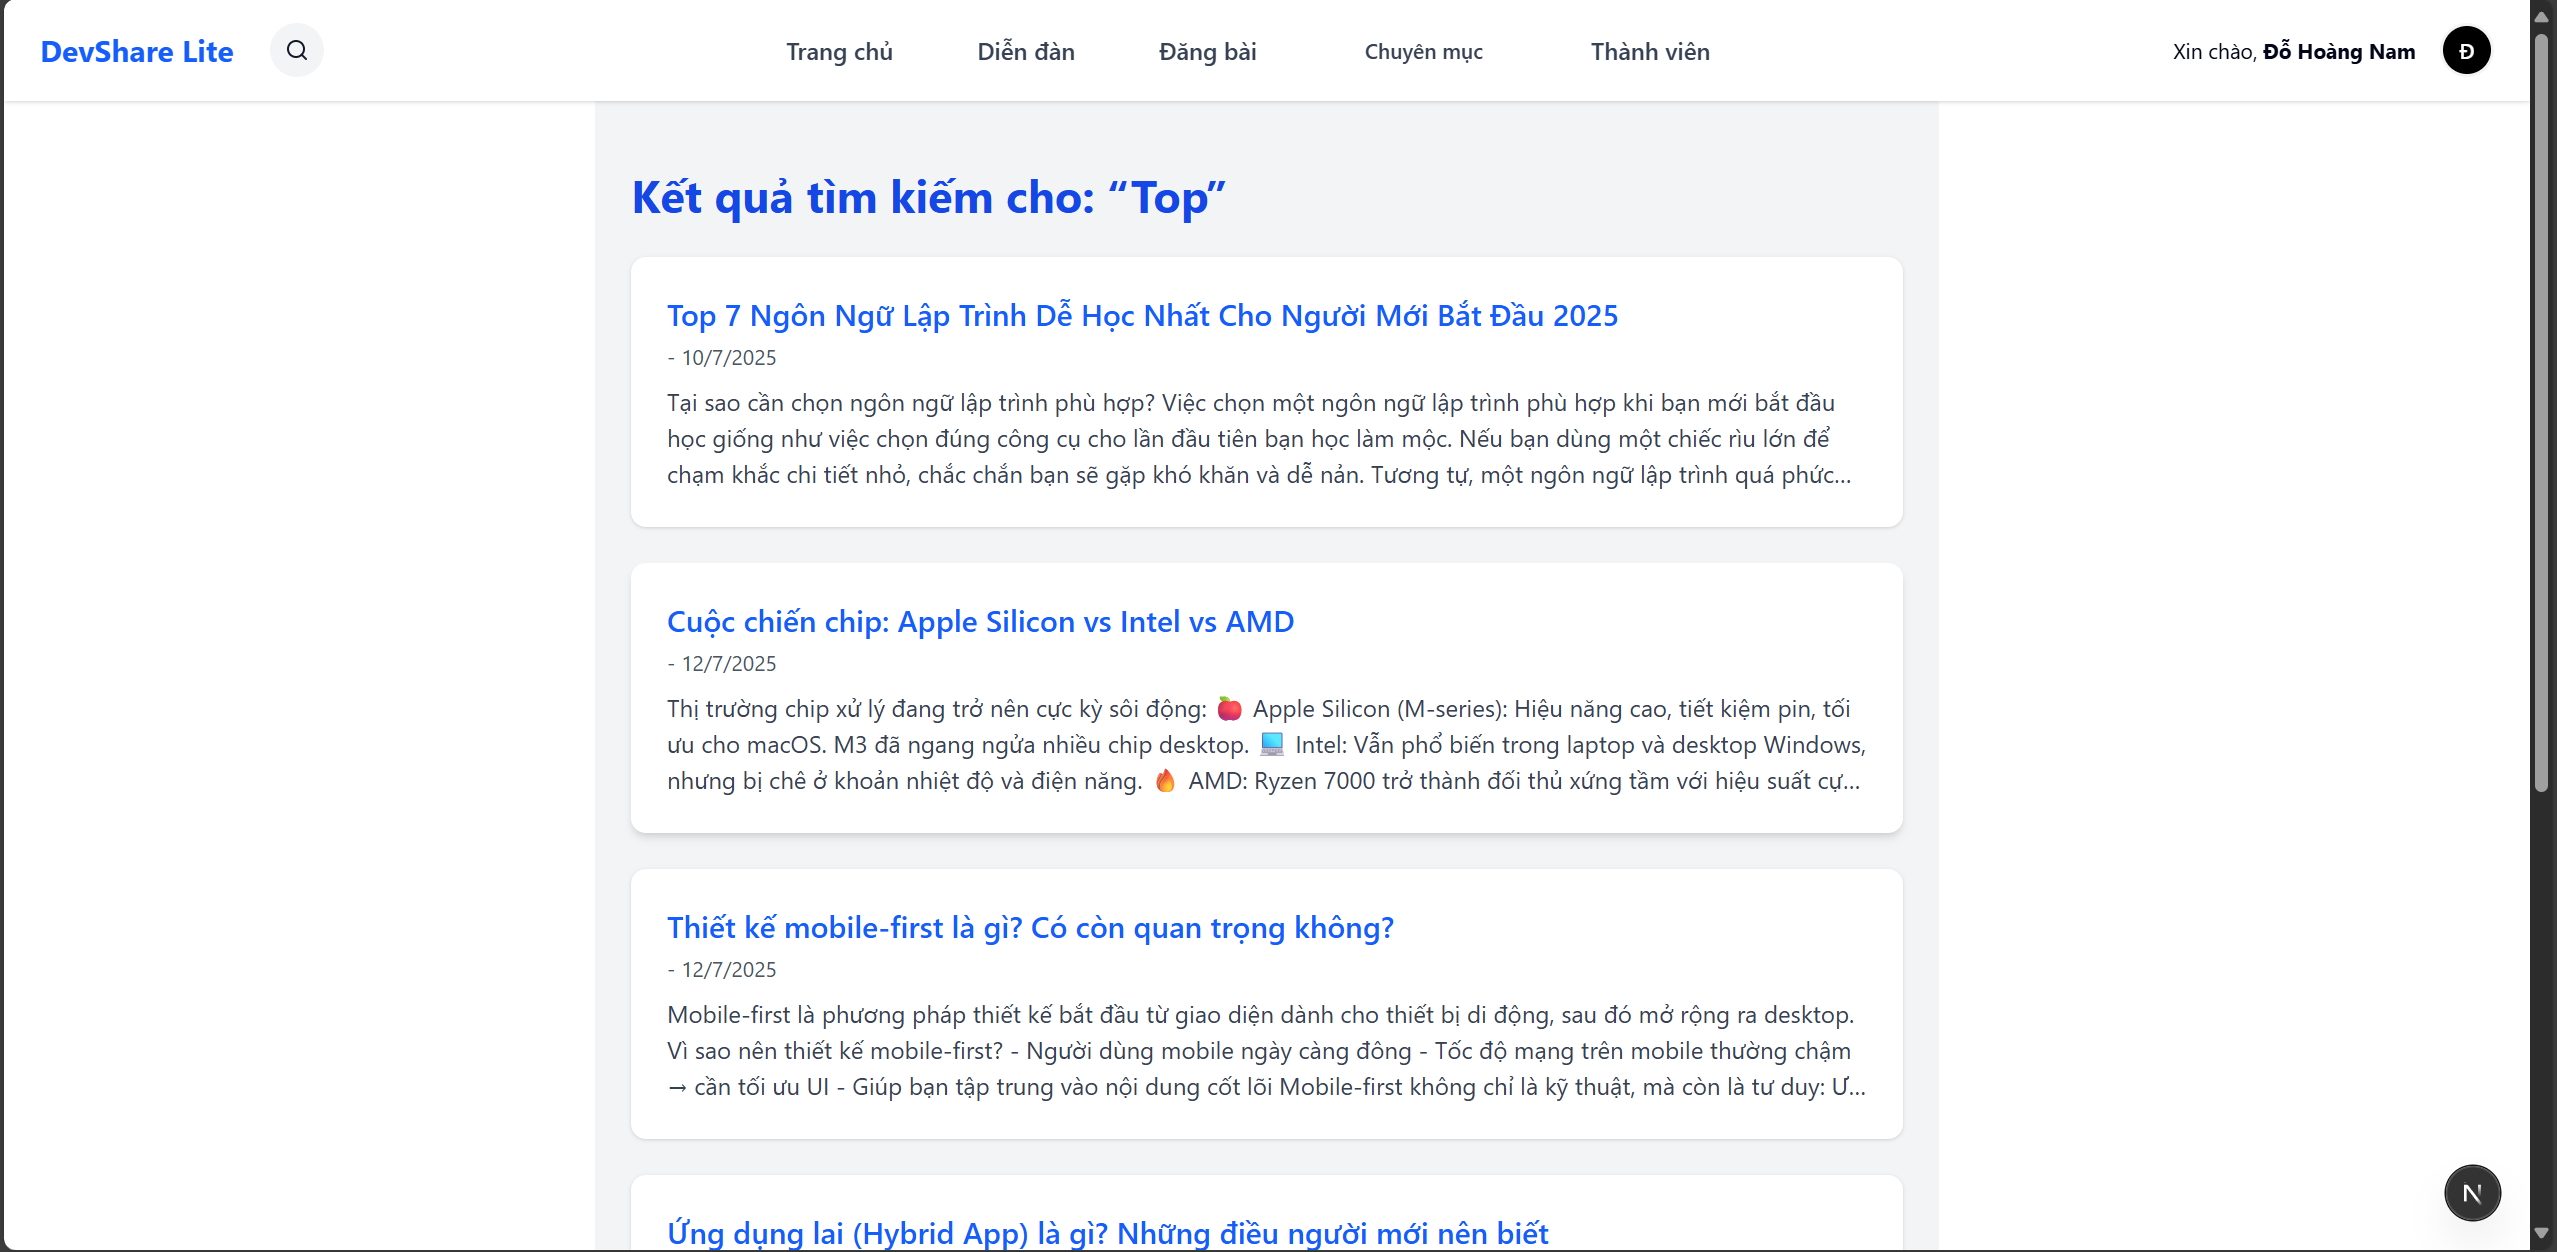 DevShare Lite
Trang chủ
Diễn đàn
Đăng bài
Chuyên mục
Thành viên
Xin chào, Đỗ Hoàng Nam
Đ
Kết quả tìm kiếm cho: “Top”
Top 7 Ngôn Ngữ Lập Trình Dễ Học Nhất Cho Người Mới Bắt Đầu 2025
- 10/7/2025
Tại sao cần chọn ngôn ngữ lập trình phù hợp? Việc chọn một ngôn ngữ lập trình phù hợp khi bạn mới bắt đầu
học giống như việc chọn đúng công cụ cho lần đầu tiên bạn học làm mộc. Nếu bạn dùng một chiếc rìu lớn để
chạm khắc chi tiết nhỏ, chắc chắn bạn sẽ gặp khó khăn và dễ nản. Tương tự, một ngôn ngữ lập trình quá phức...
Cuộc chiến chip: Apple Silicon vs Intel vs AMD
- 12/7/2025
Thị trường chip xử lý đang trở nên cực kỳ sôi động: 🍎 Apple Silicon (M-series): Hiệu năng cao, tiết kiệm pin, tối
ưu cho macOS. M3 đã ngang ngửa nhiều chip desktop. 💻 Intel: Vẫn phổ biến trong laptop và desktop Windows,
nhưng bị chê ở khoản nhiệt độ và điện năng. 🔥 AMD: Ryzen 7000 trở thành đối thủ xứng tầm với hiệu suất cự...
Thiết kế mobile-first là gì? Có còn quan trọng không?
- 12/7/2025
Mobile-first là phương pháp thiết kế bắt đầu từ giao diện dành cho thiết bị di động, sau đó mở rộng ra desktop.
Vì sao nên thiết kế mobile-first? - Người dùng mobile ngày càng đông - Tốc độ mạng trên mobile thường chậm
→ cần tối ưu UI - Giúp bạn tập trung vào nội dung cốt lõi Mobile-first không chỉ là kỹ thuật, mà còn là tư duy: Ư...
Ứng dụng lai (Hybrid App) là gì? Những điều người mới nên biết
N